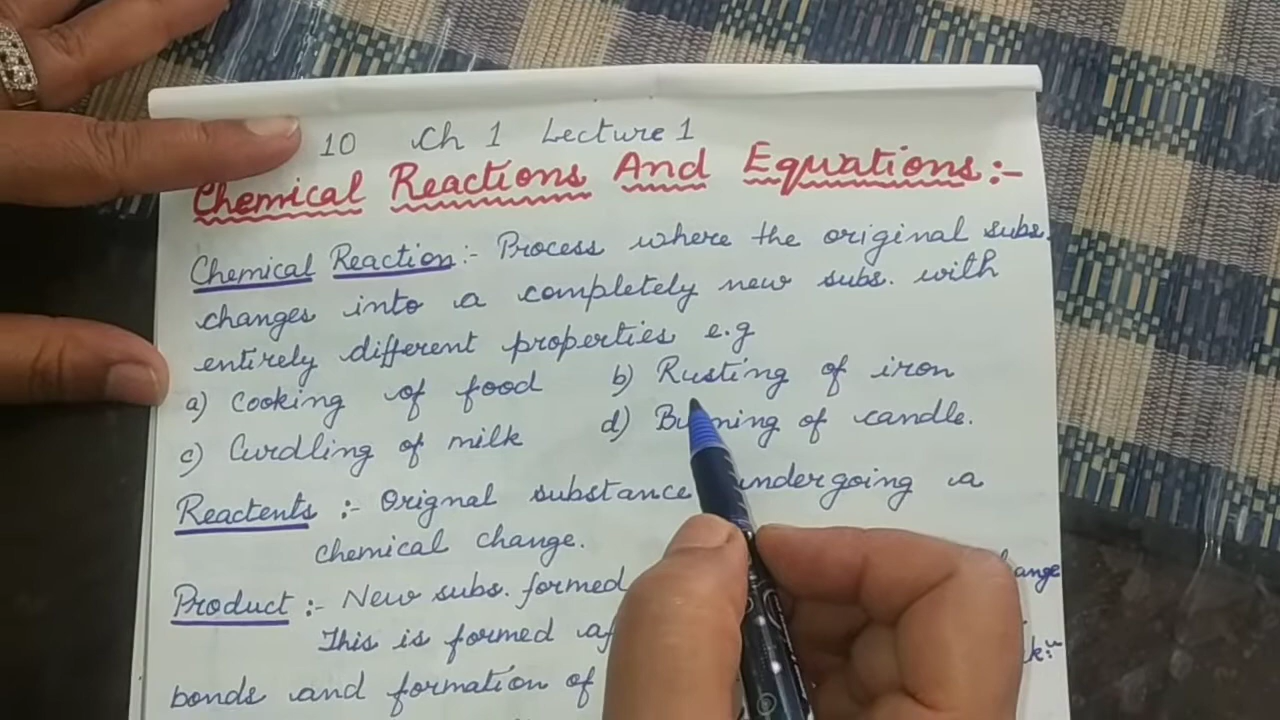 10 Ch 1 Lecture 1
Chemical Reactions And Equations:-
Chemical Reaction:- Process where the original subs.
changes into a completely new subs. with
entirely different properties e.g
a) Cooking of food b) Rusting of iron
c) Curdling of milk d) Burning of candle.
Reactents :- Orignal substance undergoing a
chemical change.
Product :- New subs. formed
This is formed
bonds and formation of